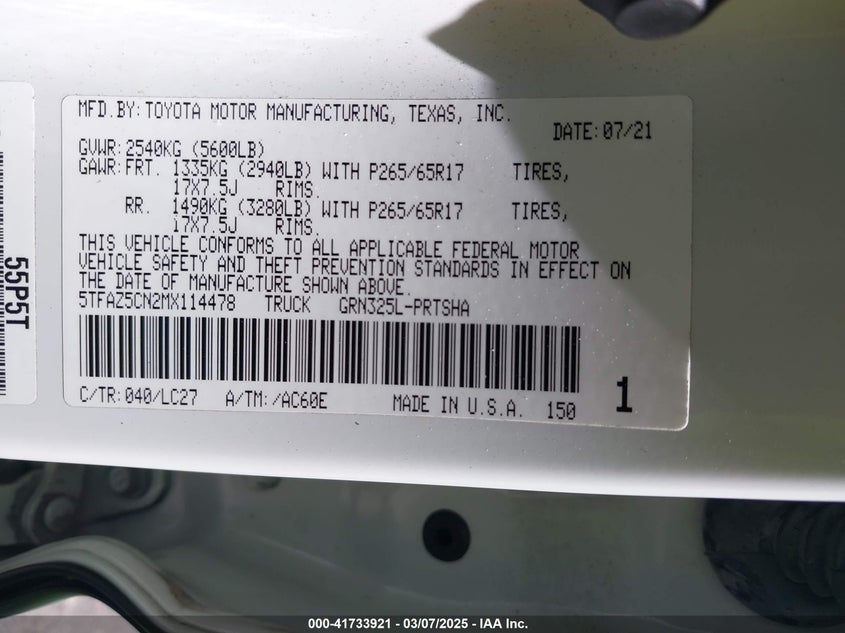 MFD.BY:TOYOTA MOTOR MANUFACTURING, TEXAS, INC.
DATE:07/21
GVWR:2540KG (5600LB)
GAWR:FRT. 1335KG (2940LB) WITH P265/65R17 TIRES,
17X7.5J RIMS.
RR. 1490KG (3280LB) WITH P265/65R17 TIRES,
17X7.5J RIMS.
THIS VEHICLE CONFORMS TO ALL APPLICABLE FEDERAL MOTOR
VEHICLE SAFETY AND THEFT PREVENTION STANDARDS IN EFFECT ON
THE DATE OF MANUFACTURE SHOWN ABOVE.
5TFAZ5CN2MX114478 TRUCK GRN325L-PRTSHA
C/TR:040/LC27 A/TM:/AC60E MADE IN U.S.A. 150 1
55P5T
000-41733921 - 03/07/2025 - IAA Inc.